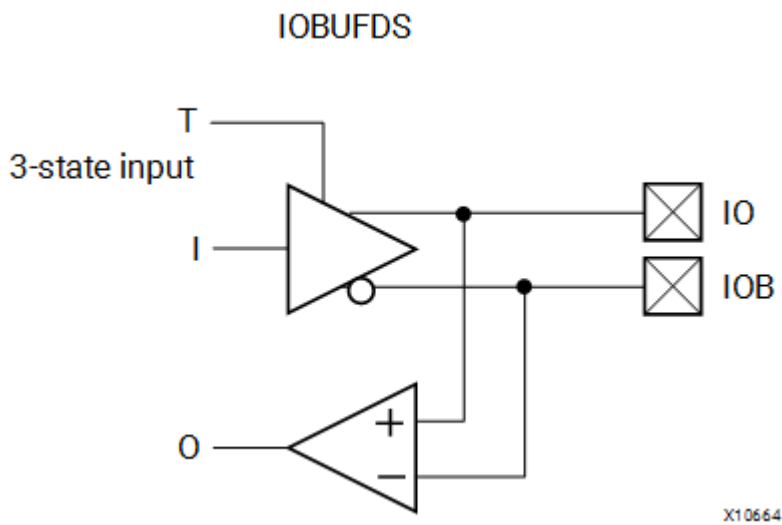 IOBUFDS
T
3-state input
I
IO
IOB
+
−
O
X10664